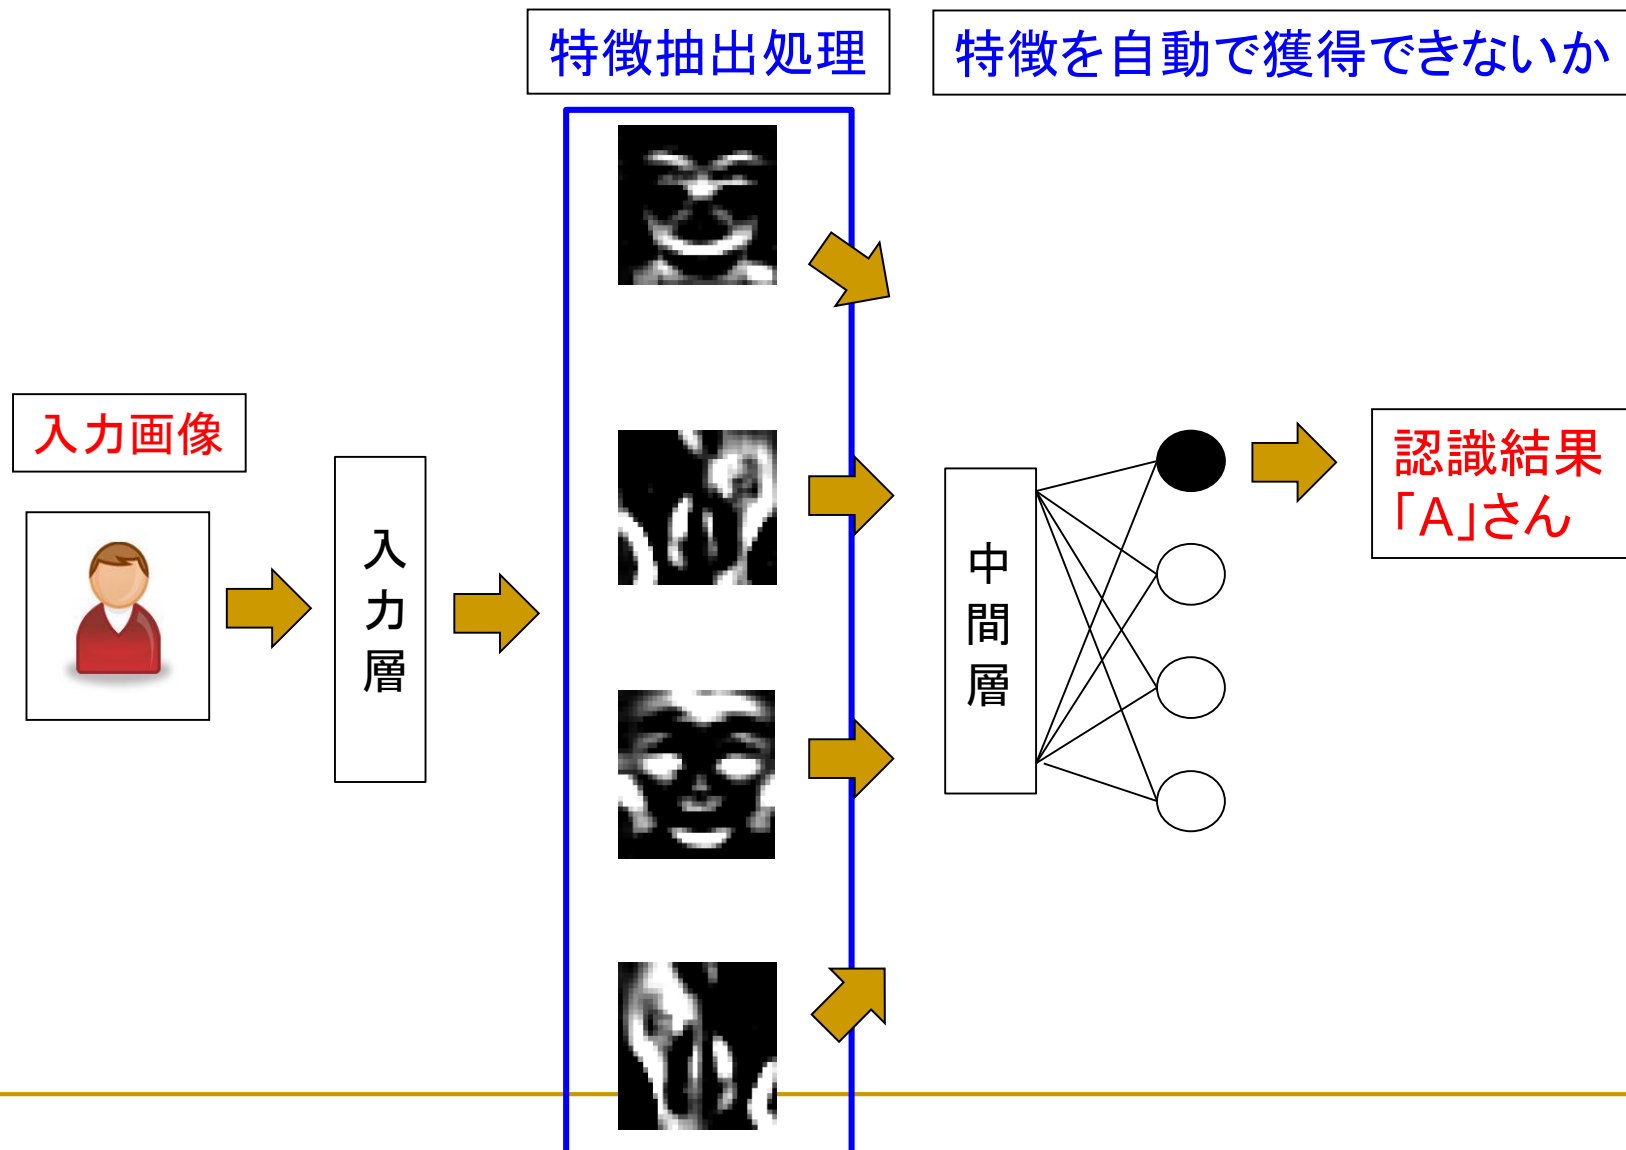 特徴抽出処理
特徴を自動で獲得できないか
入力画像
入力層
中間層
認識結果
「A」さん